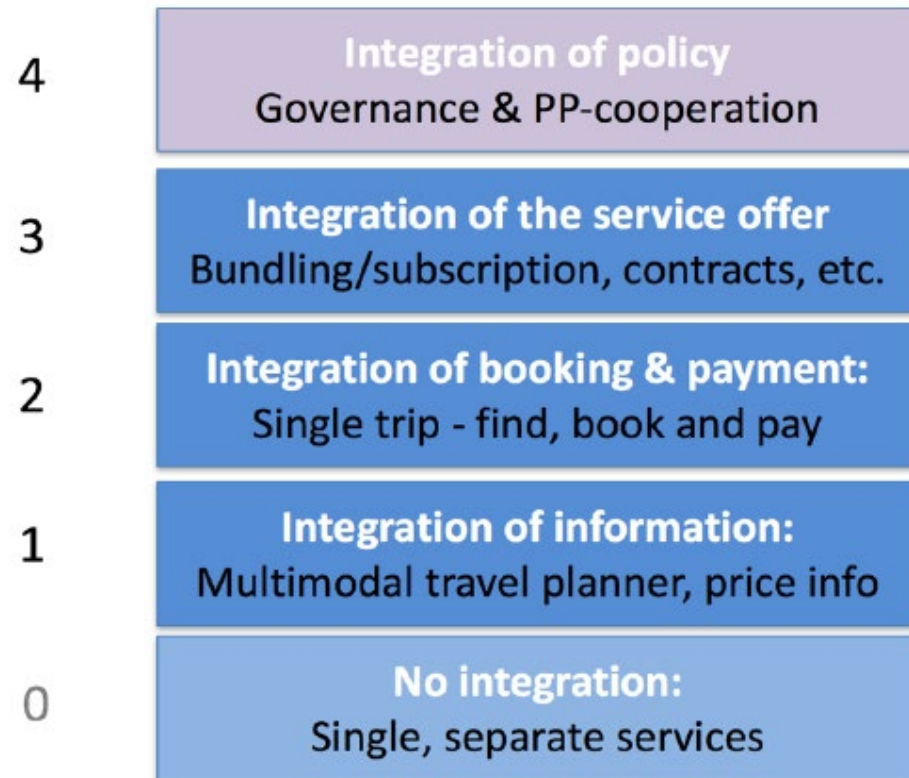 4
Integration of policy
Governance & PP-cooperation
3
Integration of the service offer
Bundling/subscription, contracts, etc.
2
Integration of booking & payment:
Single trip - find, book and pay
1
Integration of information:
Multimodal travel planner, price info
0
No integration:
Single, separate services